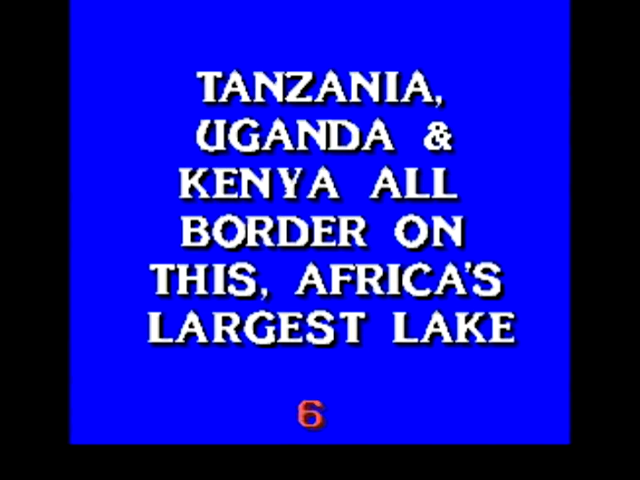 TANZANIA,
UGANDA &
KENYA ALL
BORDER ON
THIS, AFRICA'S
LARGEST LAKE
6